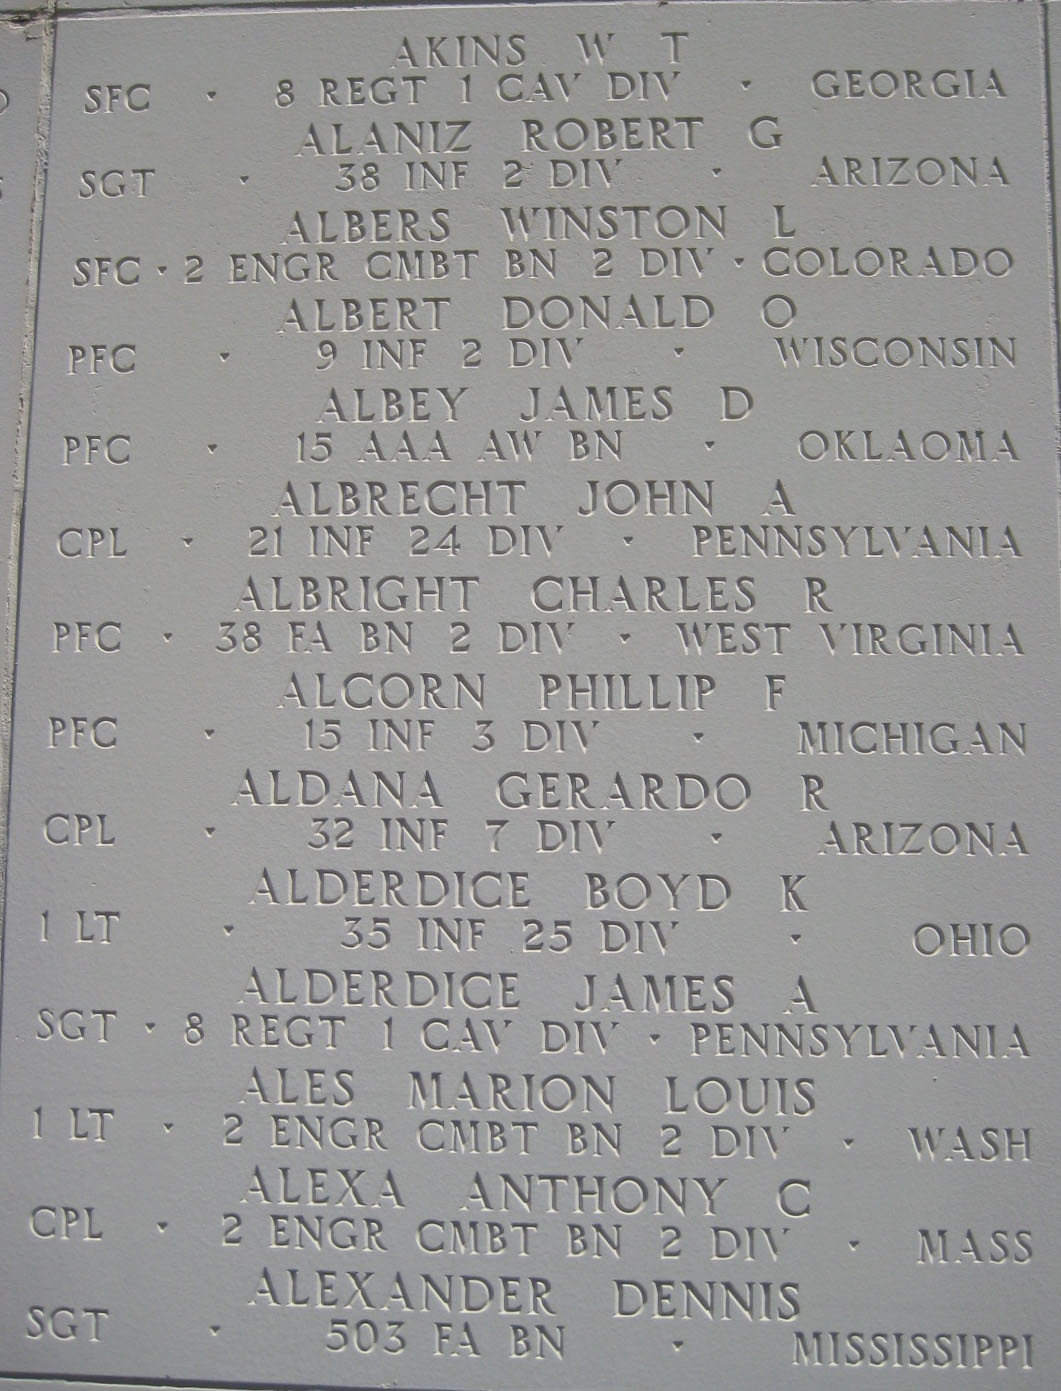 AKINS W T
SFC · 8 REGT 1 CAV DIV · GEORGIA
ALANIZ ROBERT G
SGT · 38 INF 2 DIV · ARIZONA
ALBERS WINSTON L
SFC · 2 ENGR CMBT BN 2 DIV · COLORADO
ALBERT DONALD O
PFC · 9 INF 2 DIV · WISCONSIN
ALBEY JAMES D
PFC · 15 AAA AW BN · OKLAOMA
ALBRECHT JOHN A
CPL · 21 INF 24 DIV · PENNSYLVANIA
ALBRIGHT CHARLES R
PFC · 38 FA BN 2 DIV · WEST VIRGINIA
ALCORN PHILLIP F
PFC · 15 INF 3 DIV · MICHIGAN
ALDANA GERARDO R
CPL · 32 INF 7 DIV · ARIZONA
ALDERDICE BOYD K
1 LT · 35 INF 25 DIV · OHIO
ALDERDICE JAMES A
SGT · 8 REGT 1 CAV DIV · PENNSYLVANIA
ALES MARION LOUIS
1 LT · 2 ENGR CMBT BN 2 DIV · WASH
ALEXA ANTHONY C
CPL · 2 ENGR CMBT BN 2 DIV · MASS
ALEXANDER DENNIS
SGT · 503 FA BN · MISSISSIPPI